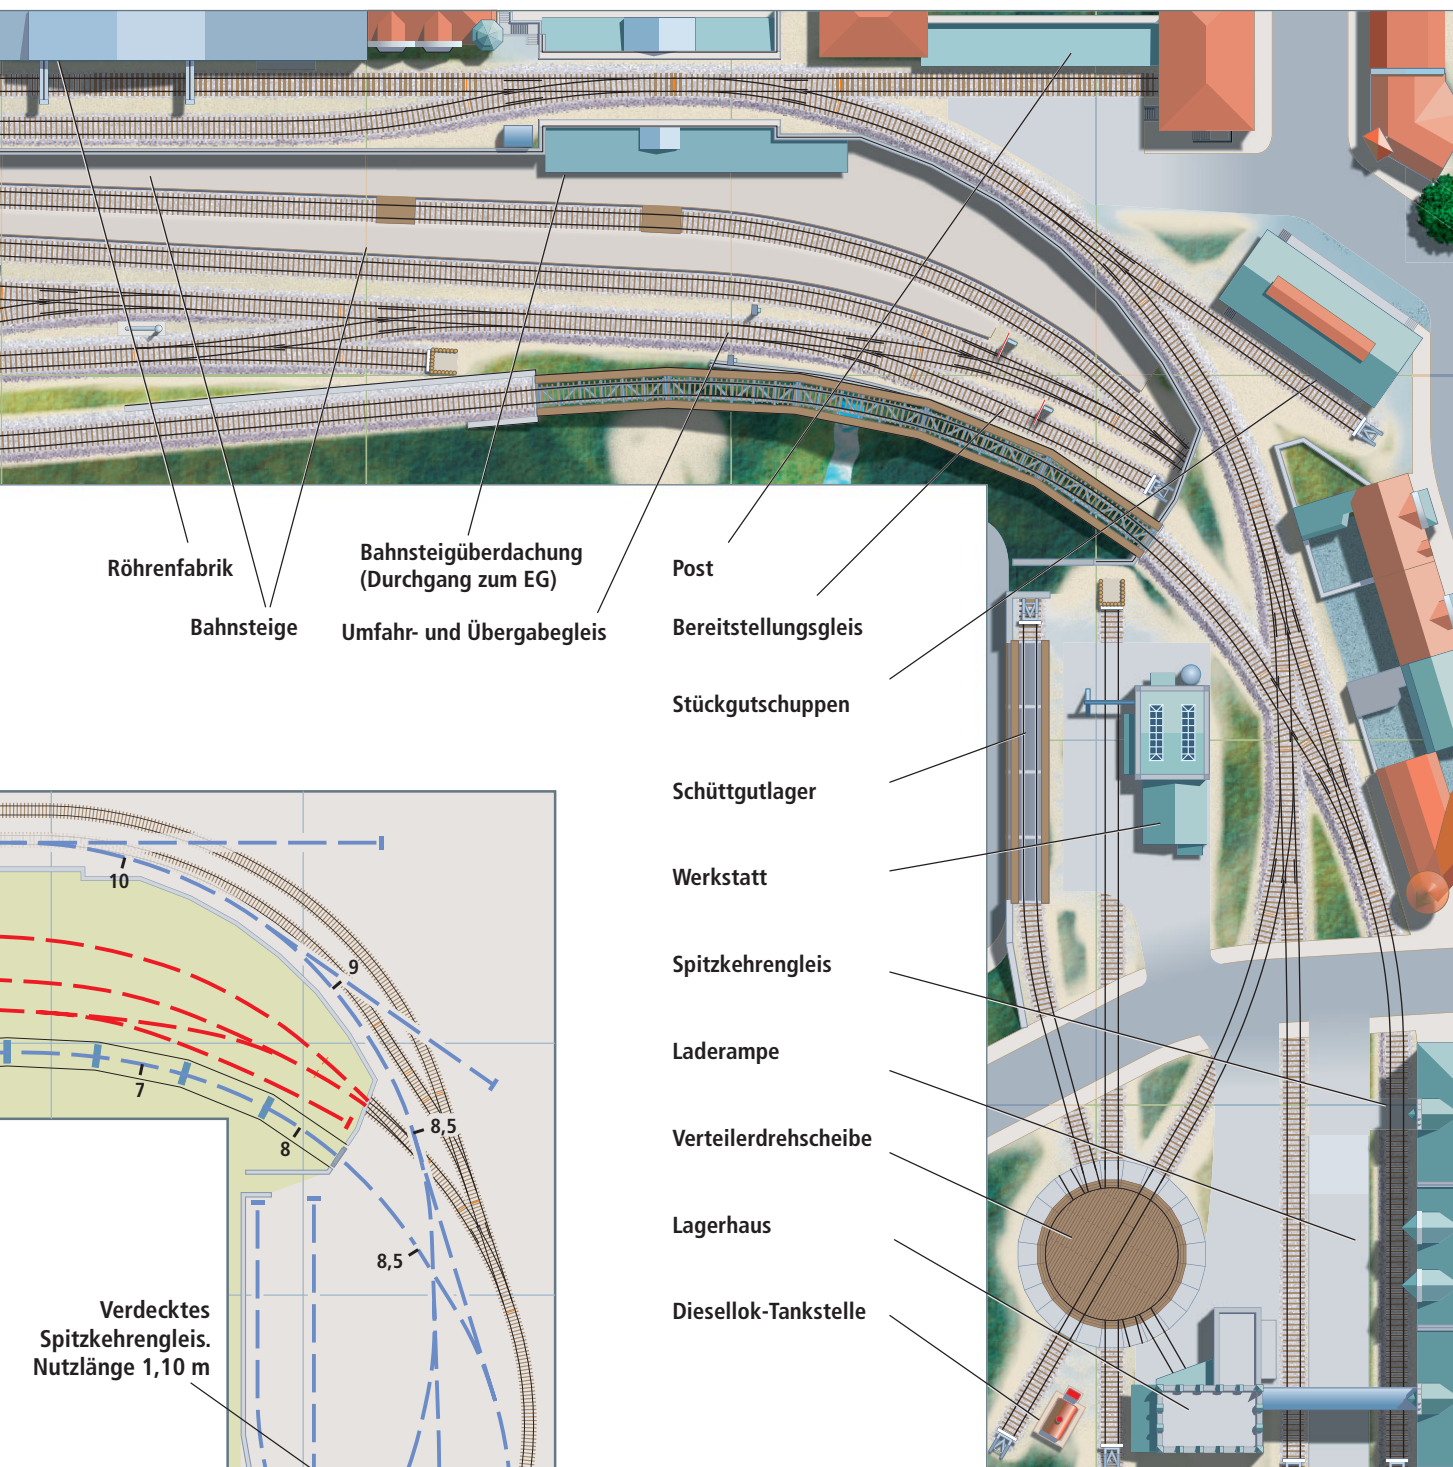 Röhrenfabrik
Bahnsteige
Bahnsteigüberdachung
(Durchgang zum EG)
Umfahr- und Übergabegleis
Post
Bereitstellungsgleis
Stückgutschuppen
Schüttgutlager
Werkstatt
Spitzkehrengleis
Laderampe
Verteilerdrehscheibe
Lagerhaus
Diesellok-Tankstelle
10
9
7
8
8,5
8,5
Verdecktes
Spitzkehrengleis.
Nutzlänge 1,10 m